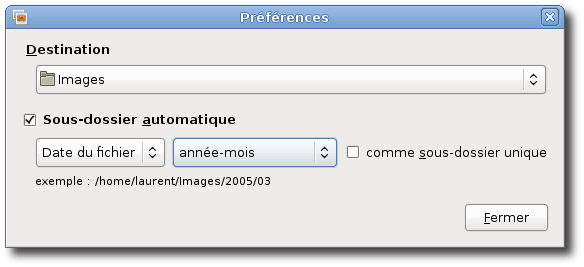 Préférences
Destination
Images
Sous-dossier automatique
Date du fichier année-mois comme sous-dossier unique
exemple : /home/laurent/Images/2005/03
Fermer